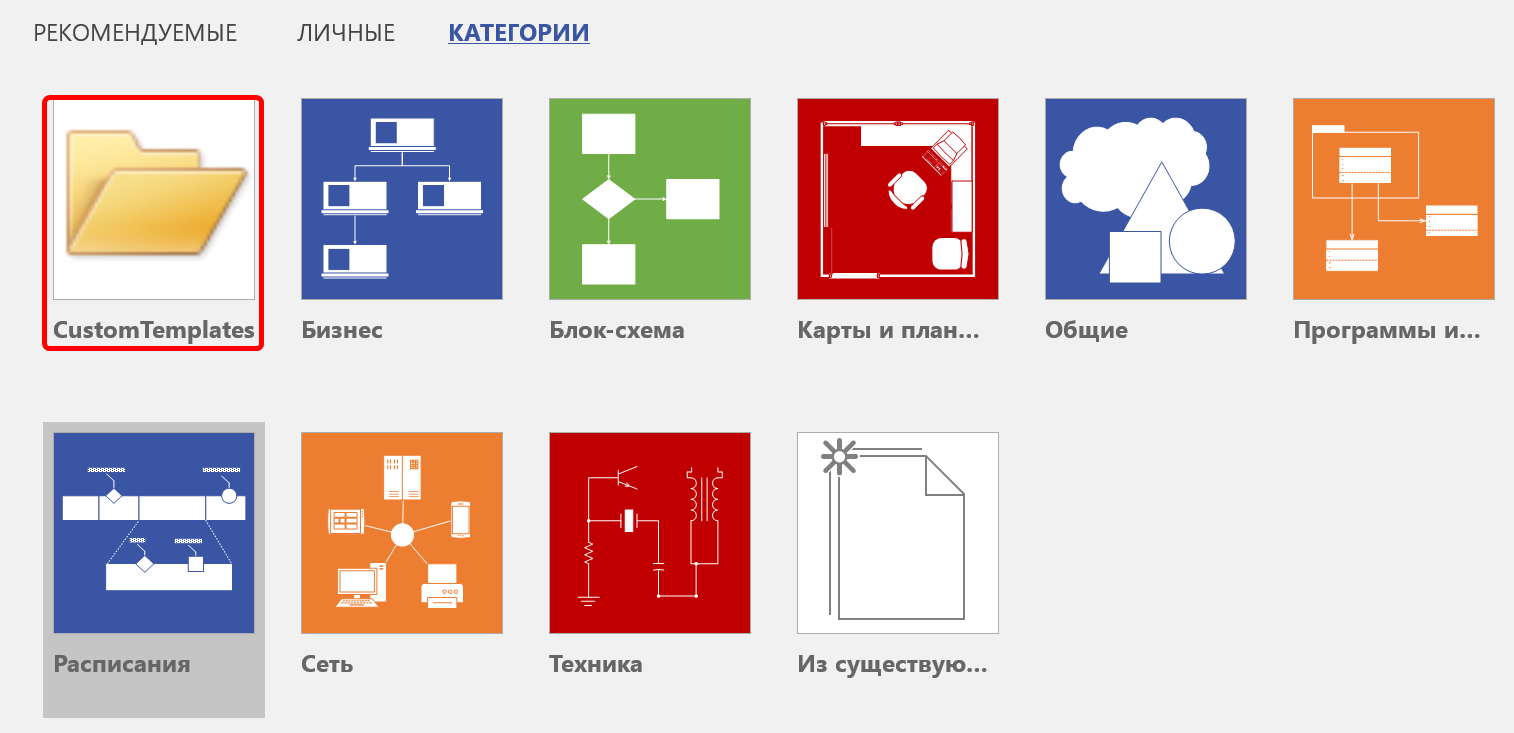 РЕКОМЕНДУЕМЫЕ ЛИЧНЫЕ КАТЕГОРИИ
CustomTemplates Бизнес Блок-схема Карты и план... Общие Программы и...
Расписания Сеть Техника Из существую...